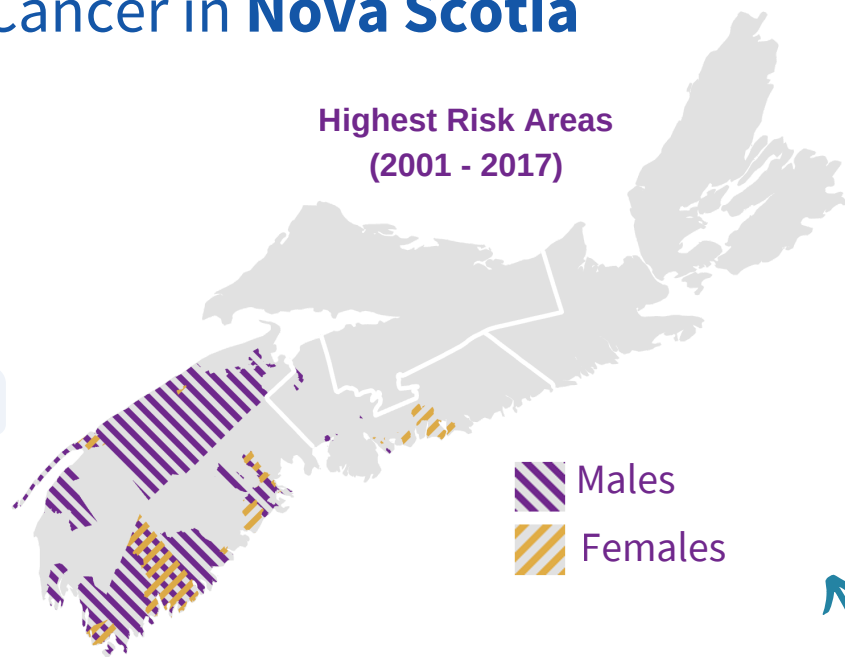 Cancer in Nova Scotia
Highest Risk Areas
(2001 - 2017)
Males
Females